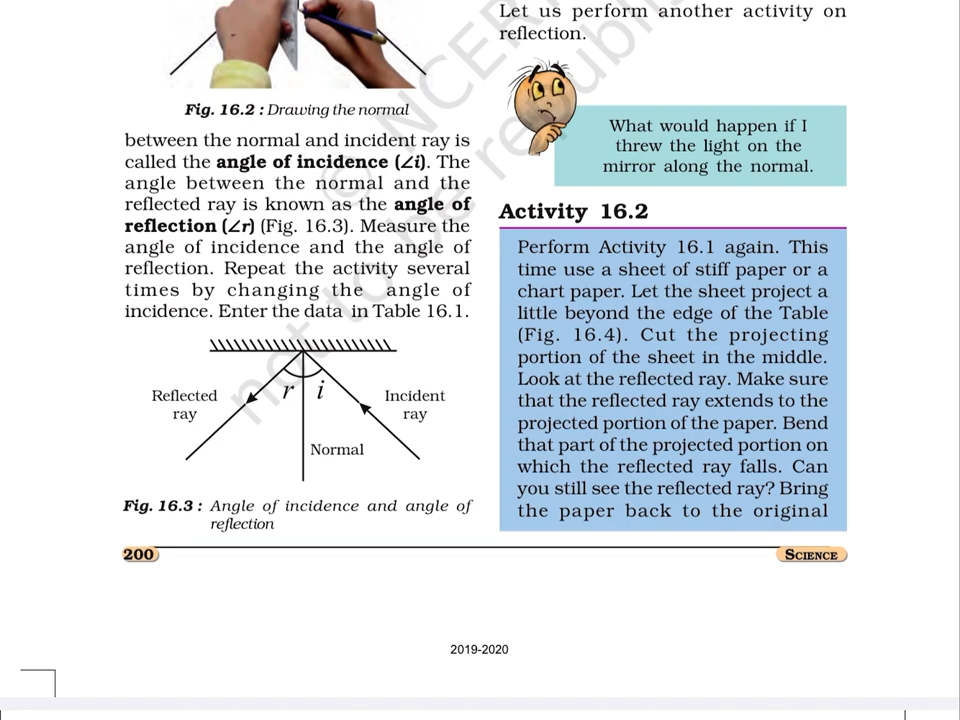 Fig. 16.2 : Drawing the normal
between the normal and incident ray is
called the angle of incidence (∠i). The
angle between the normal and the
reflected ray is known as the angle of
reflection (∠r) (Fig. 16.3). Measure the
angle of incidence and the angle of
reflection. Repeat the activity several
times by changing the angle of
incidence. Enter the data in Table 16.1.
Reflected
ray
r i
Incident
ray
Normal
Fig. 16.3 : Angle of incidence and angle of
reflection
Let us perform another activity on
reflection.
What would happen if I
threw the light on the
mirror along the normal.
Activity 16.2
Perform Activity 16.1 again. This
time use a sheet of stiff paper or a
chart paper. Let the sheet project a
little beyond the edge of the Table
(Fig. 16.4). Cut the projecting
portion of the sheet in the middle.
Look at the reflected ray. Make sure
that the reflected ray extends to the
projected portion of the paper. Bend
that part of the projected portion on
which the reflected ray falls. Can
you still see the reflected ray? Bring
the paper back to the original
200
SCIENCE
2019-2020
© NCER
not to be republi